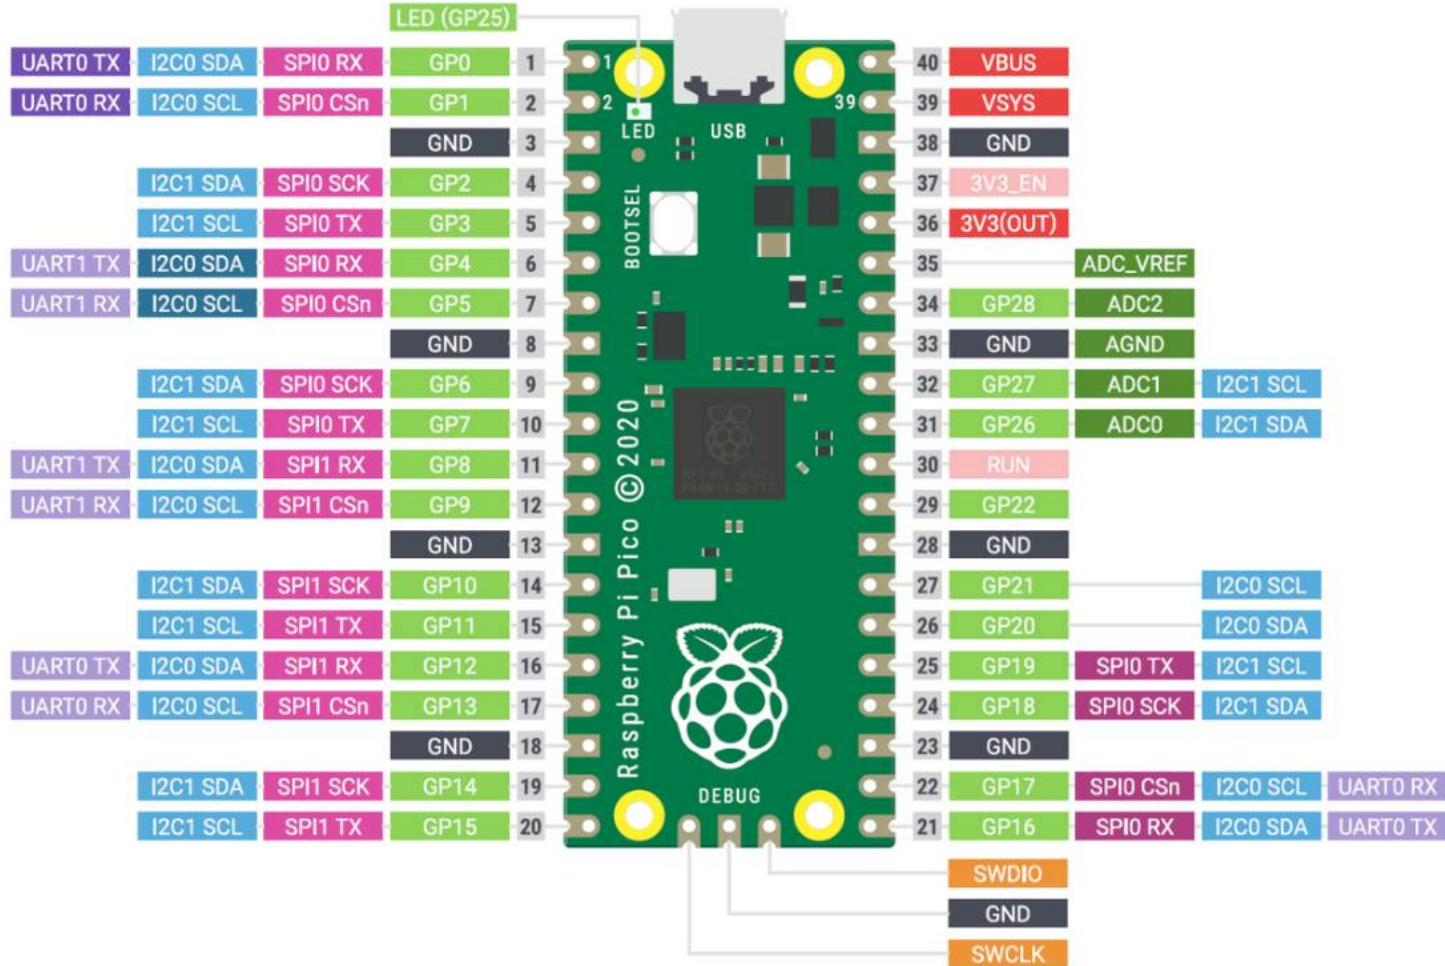 LED (GP25)
UART0 TX I2C0 SDA SPI0 RX GP0 1 1 40 VBUS
UART0 RX I2C0 SCL SPI0 CSn GP1 2 2 39 39 VSYS
LED USB
GND 3 38 GND
I2C1 SDA SPI0 SCK GP2 4 37 3V3_EN
I2C1 SCL SPI0 TX GP3 5 36 3V3(OUT)
BOOTSEL
UART1 TX I2C0 SDA SPI0 RX GP4 6 35 ADC_VREF
UART1 RX I2C0 SCL SPI0 CSn GP5 7 34 GP28 ADC2
GND 8 33 GND AGND
I2C1 SDA SPI0 SCK GP6 9 32 GP27 ADC1 I2C1 SCL
I2C1 SCL SPI0 TX GP7 10 31 GP26 ADC0 I2C1 SDA
UART1 TX I2C0 SDA SPI1 RX GP8 11 30 RUN
UART1 RX I2C0 SCL SPI1 CSn GP9 12 29 GP22
GND 13 28 GND
I2C1 SDA SPI1 SCK GP10 14 27 GP21 I2C0 SCL
I2C1 SCL SPI1 TX GP11 15 26 GP20 I2C0 SDA
Raspberry Pi Pico ©2020
UART0 TX I2C0 SDA SPI1 RX GP12 16 25 GP19 SPI0 TX I2C1 SCL
UART0 RX I2C0 SCL SPI1 CSn GP13 17 24 GP18 SPI0 SCK I2C1 SDA
GND 18 23 GND
I2C1 SDA SPI1 SCK GP14 19 22 GP17 SPI0 CSn I2C0 SCL UART0 RX
DEBUG
I2C1 SCL SPI1 TX GP15 20 21 GP16 SPI0 RX I2C0 SDA UART0 TX
SWDIO
GND
SWCLK